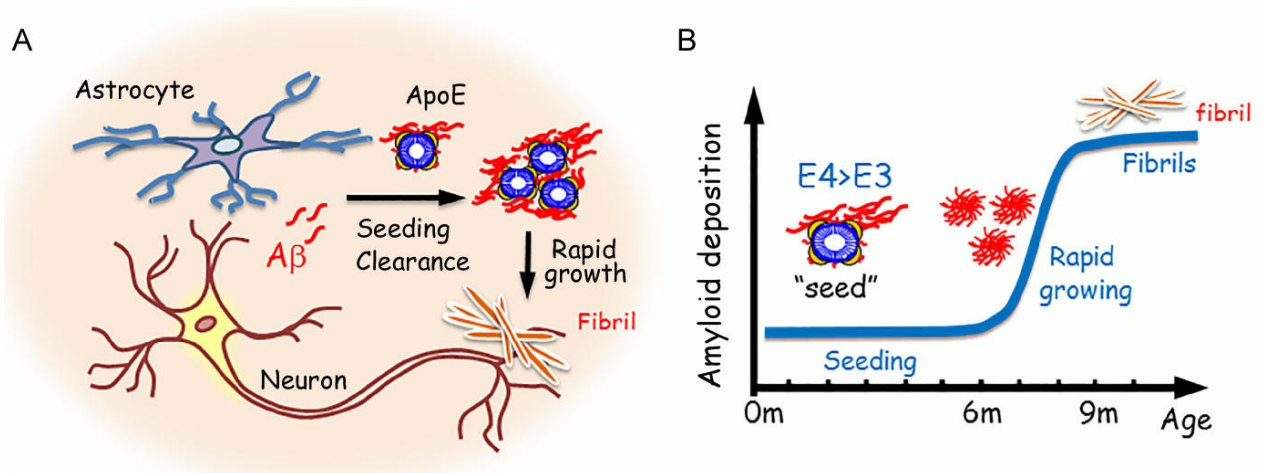 A
Astrocyte
ApoE
Aβ
Seeding
Clearance
Rapid
growth
Fibril
Neuron
B
Amyloid deposition
E4>E3
"seed"
fibril
Fibrils
Rapid
growing
Seeding
0m
6m
9m
Age